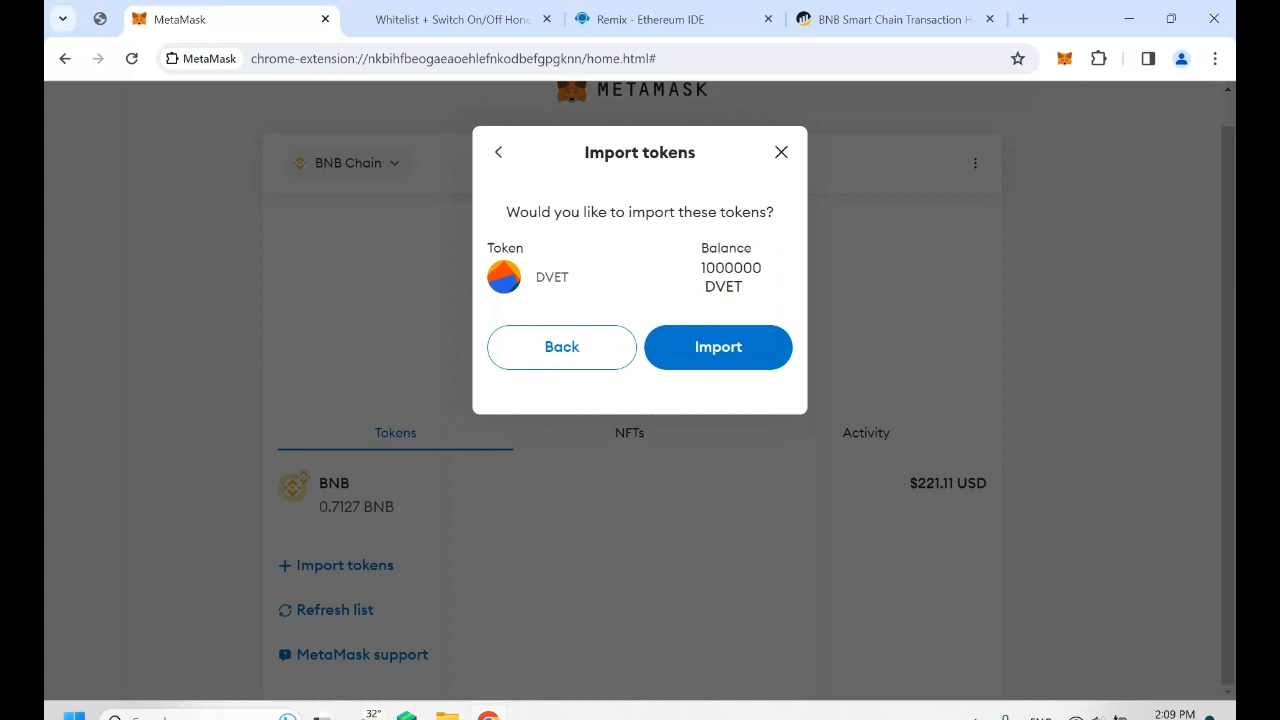 MetaMask
Whitelist + Switch On/Off Hone
Remix - Ethereum IDE
BNB Smart Chain Transaction H
MetaMask
chrome-extension://nkbihfbeogaeaoehlefnkodbefgpgknn/home.html#
METAMASK
BNB Chain
Import tokens
Would you like to import these tokens?
Token
Balance
DVET
1000000
DVET
Back
Import
Tokens
NFTs
Activity
BNB
$221.11 USD
0.7127 BNB
+ Import tokens
Refresh list
MetaMask support
32°
2:09 PM